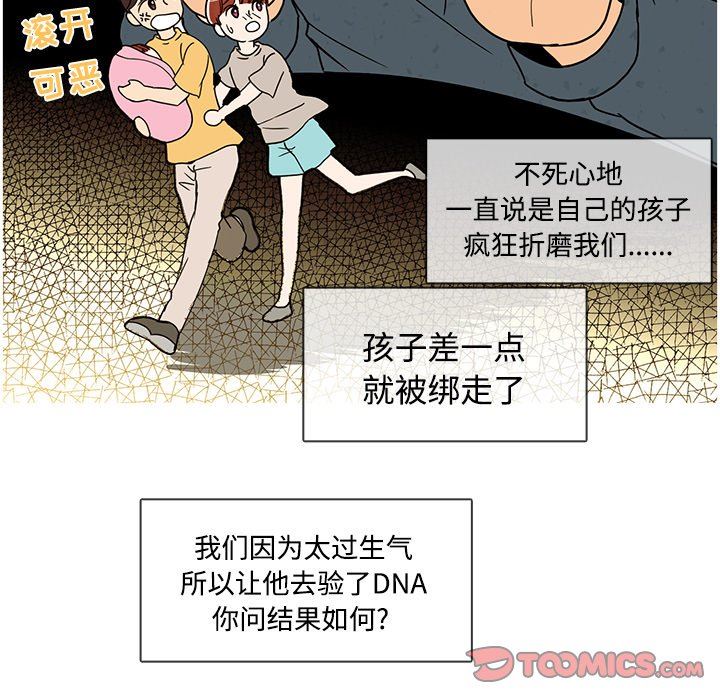 滚开
可恶
不死心地
一直说是自己的孩子
疯狂折磨我们......
孩子差一点
就被绑走了
我们因为太过生气
所以让他去验了DNA
你问结果如何?
TOOMICS.com